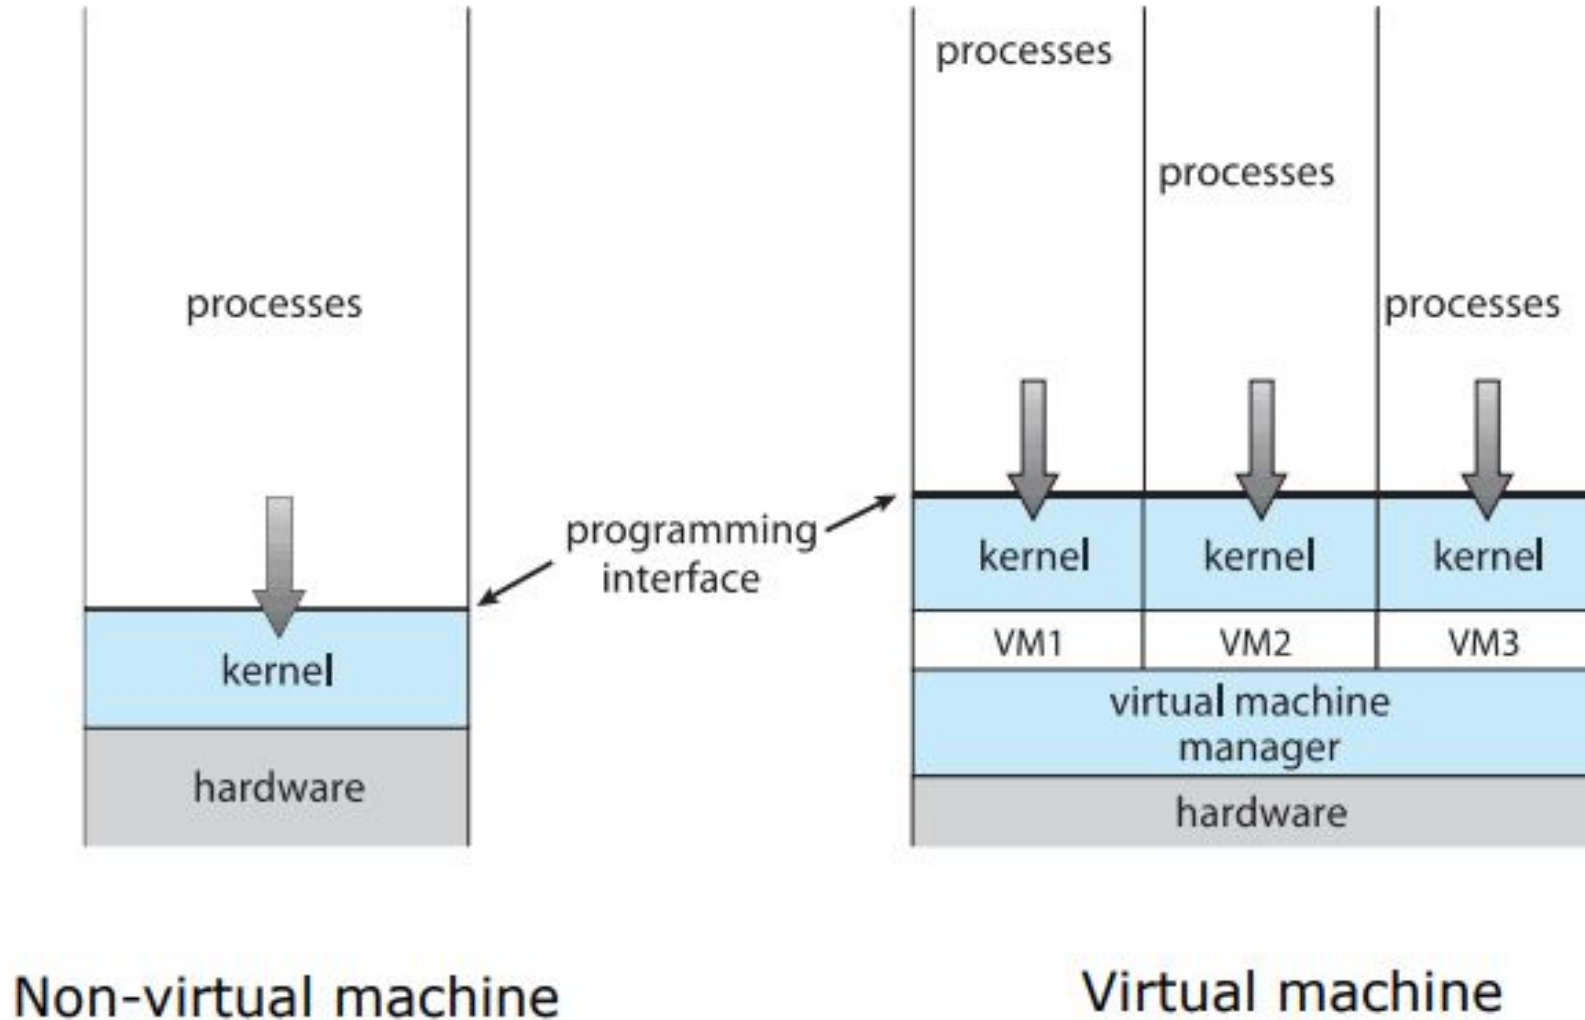 processes
kernel
hardware
programming
interface
processes
processes
processes
kernel
kernel
kernel
VM1
VM2
VM3
virtual machine
manager
hardware
Non-virtual machine
Virtual machine